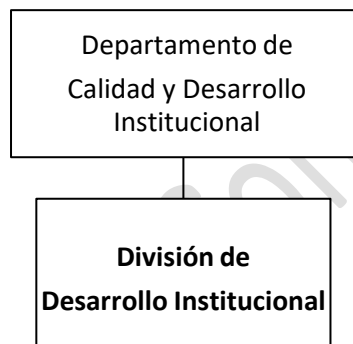 Departamento de
Calidad y Desarrollo
Institucional
División de
Desarrollo Institucional